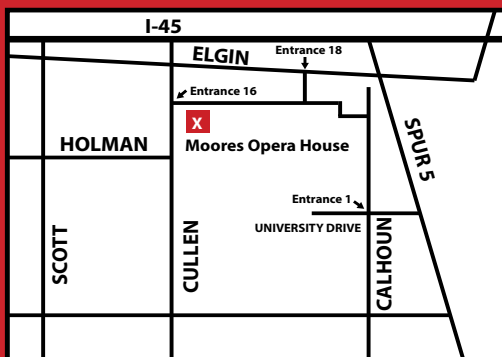 I-45
ELGIN
Entrance 18
Entrance 16
X
HOLMAN
Moores Opera House
SPUR 5
Entrance 1
UNIVERSITY DRIVE
SCOTT
CULLEN
CALHOUN